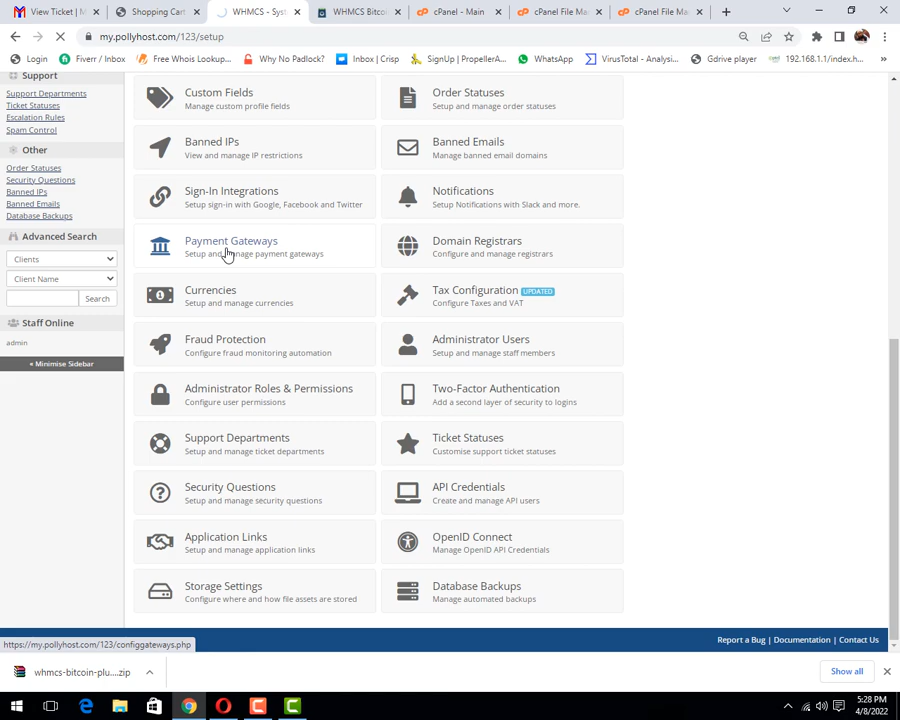 View Ticket | M
Shopping Cart
WHMCS - Syst
WHMCS Bitcoi
cPanel - Main
cPanel File Ma
cPanel File Ma
my.pollyhost.com/123/setup
Login
Fiverr / Inbox
Free Whois Lookup...
Why No Padlock?
Inbox | Crisp
SignUp | PropellerA...
WhatsApp
VirusTotal - Analysi...
Gdrive player
192.168.1.1/index.h...
Support
Support Departments
Ticket Statuses
Escalation Rules
Spam Control
Other
Order Statuses
Security Questions
Banned IPs
Banned Emails
Database Backups
Advanced Search
Clients
Client Name
Search
Staff Online
admin
« Minimise Sidebar
Custom Fields
Manage custom profile fields
Order Statuses
Setup and manage order statuses
Banned IPs
View and manage IP restrictions
Banned Emails
Manage banned email domains
Sign-In Integrations
Setup sign-in with Google, Facebook and Twitter
Notifications
Setup Notifications with Slack and more.
Payment Gateways
Setup and manage payment gateways
Domain Registrars
Configure and manage registrars
Currencies
Setup and manage currencies
Tax Configuration UPDATED
Configure Taxes and VAT
Fraud Protection
Configure fraud monitoring automation
Administrator Users
Setup and manage staff members
Administrator Roles & Permissions
Configure user permissions
Two-Factor Authentication
Add a second layer of security to logins
Support Departments
Setup and manage ticket departments
Ticket Statuses
Customise support ticket statuses
Security Questions
Setup and manage security questions
API Credentials
Create and manage API users
Application Links
Setup and manage application links
OpenID Connect
Manage OpenID API Credentials
Storage Settings
Configure where and how file assets are stored
Database Backups
Manage automated backups
Report a Bug | Documentation | Contact Us
https://my.pollyhost.com/123/configgateways.php
whmcs-bitcoin-plu....zip
Show all
5:28 PM
4/8/2022